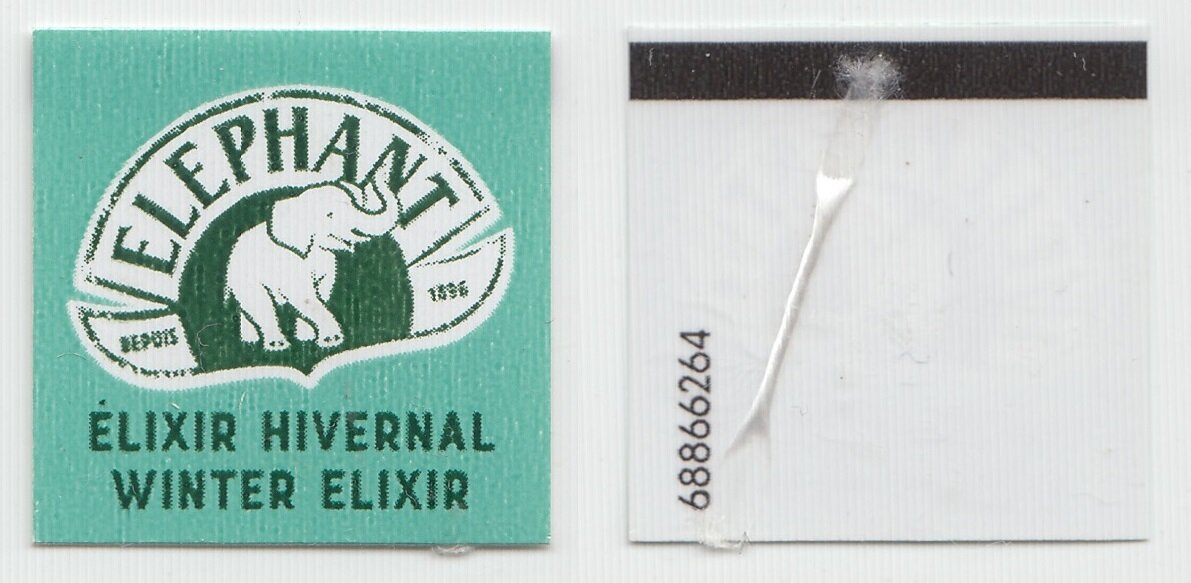 ELEPHANT
DEPUIS 1896
ÉLIXIR HIVERNAL
WINTER ELIXIR
68866264